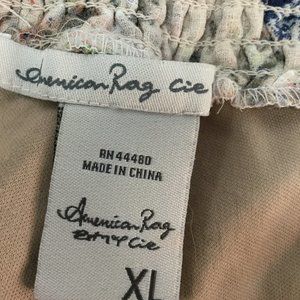 American Rag Cie
RN 44480
MADE IN CHINA
American Rag
Cie
XL